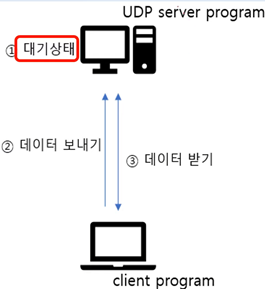 UDP server program
① 대기상태
② 데이터 보내기
③ 데이터 받기
client program